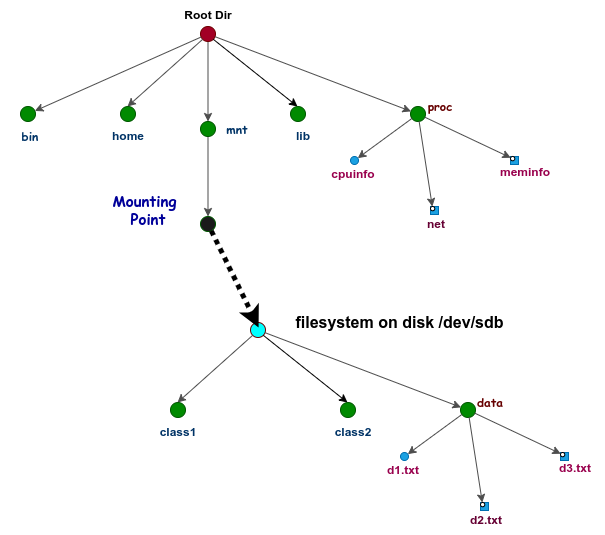 Root Dir
bin
home
mnt
lib
proc
cpuinfo
meminfo
net
Mounting
Point
filesystem on disk /dev/sdb
class1
class2
data
d1.txt
d3.txt
d2.txt